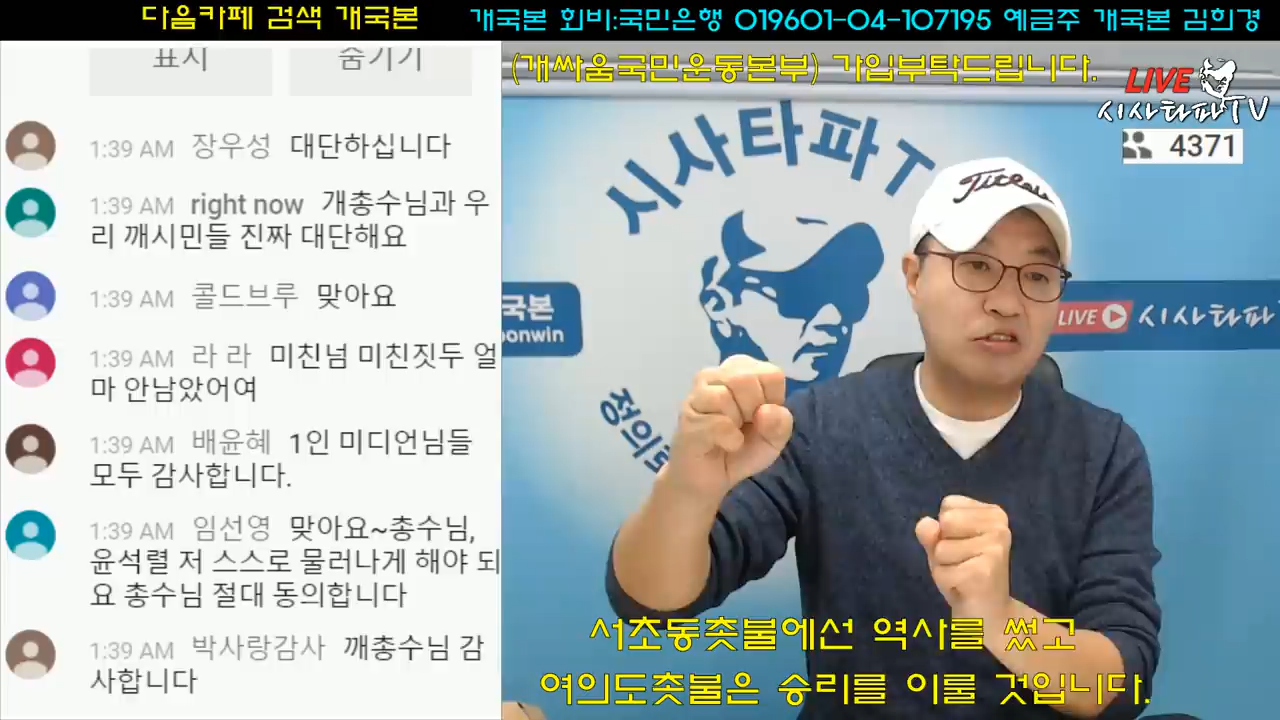 다음카페 검색 개국본
개국본 회비:국민은행 019601-04-107195 예금주 개국본 김희경
(개싸움국민운동본부) 가입부탁드립니다.
LIVE
시사타파TV
4371
표시
숨기기
1:39 AM 장우성 대단하십니다
1:39 AM right now 개총수님과 우
리 깨시민들 진짜 대단해요
1:39 AM 콜드브루 맞아요
1:39 AM 라 라 미친넘 미친짓두 얼
마 안남았어여
1:39 AM 배윤혜 1인 미디언님들
모두 감사합니다.
1:39 AM 임선영 맞아요~총수님,
윤석렬 저 스스로 물러나게 해야 되
요 총수님 절대 동의합니다
1:39 AM 박사랑감사 깨총수님 감
사합니다
시사타파T
국본
onwin
LIVE 시사타파
정의로
서초동촛불에선 역사를 썼고
여의도촛불은 승리를 이룰 것입니다.